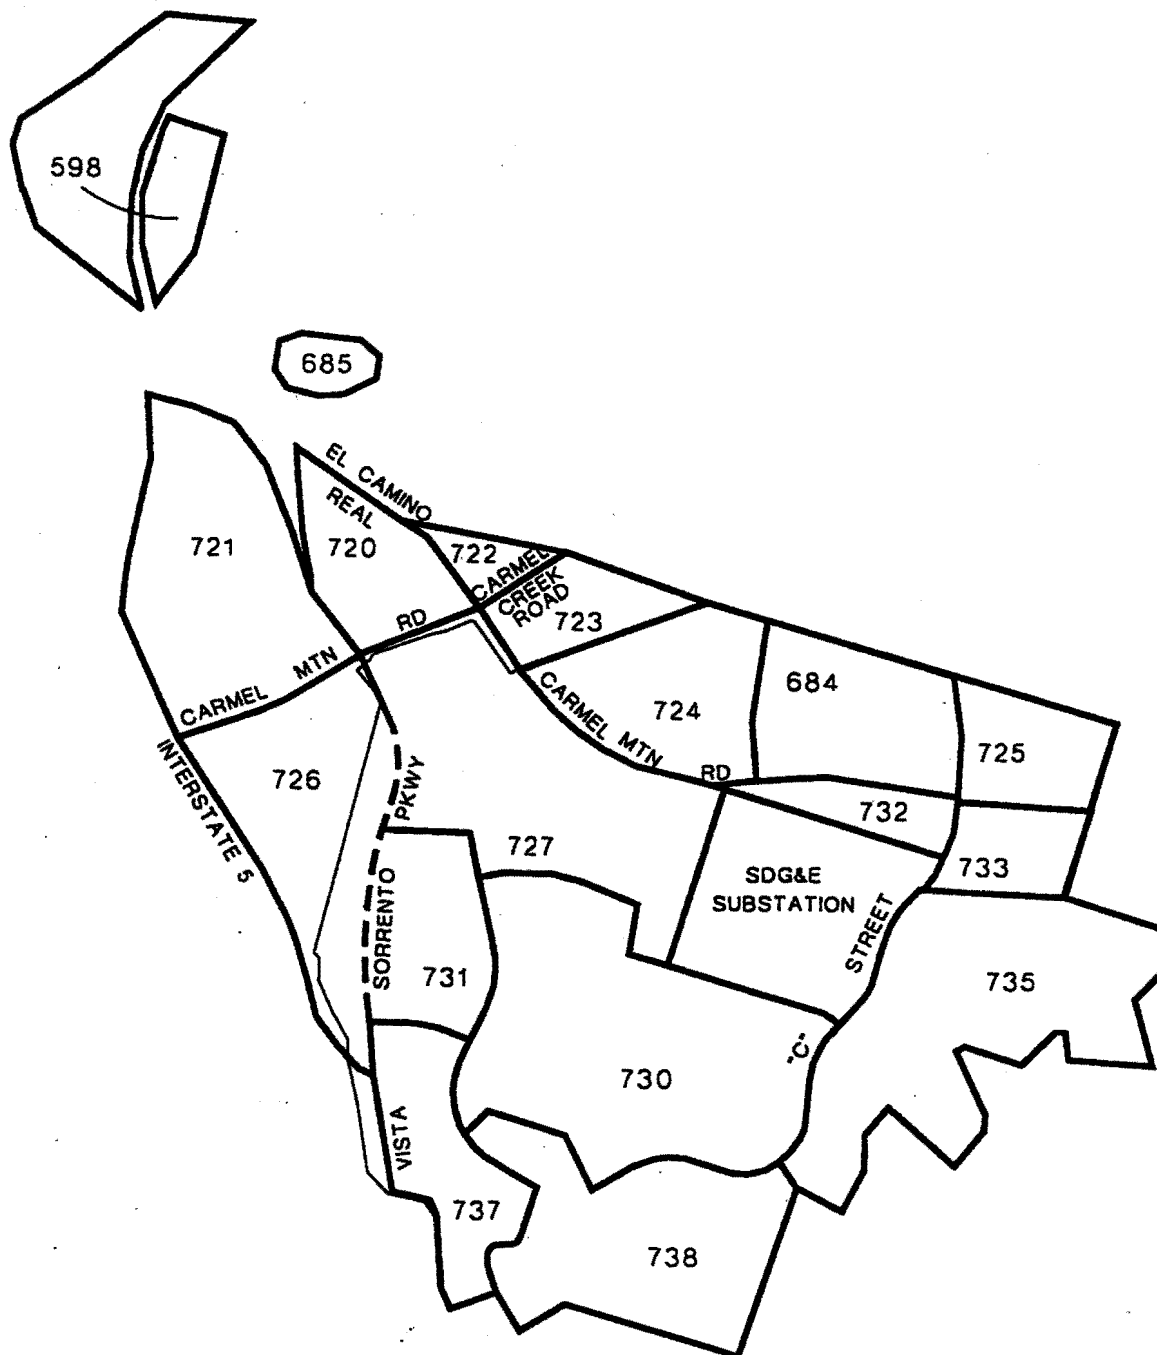 598
685
EL CAMINO
REAL
721
720
722
CARMEL
CREEK
ROAD
723
CARMEL MTN RD
684
724
CARMEL MTN RD
725
INTERSTATE 5
726
PKWY
732
727
733
SDG&E
SUBSTATION
SORRENTO
STREET
731
735
"C"
730
VISTA
737
738